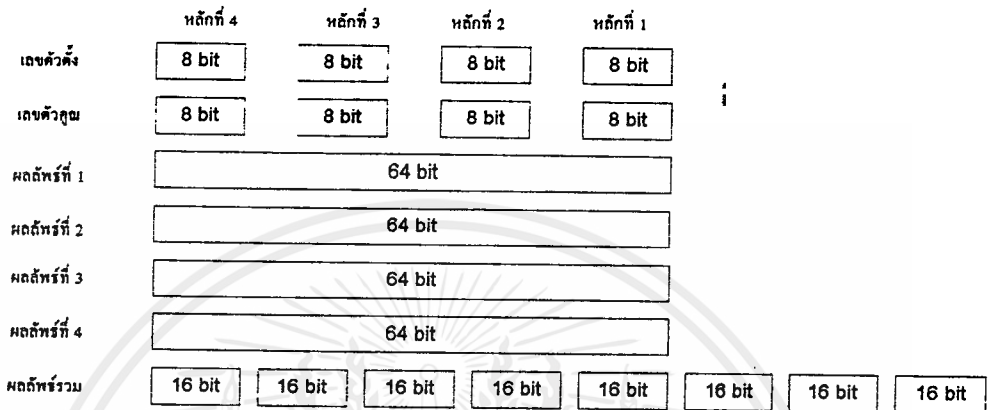 หลักที่ 4 หลักที่ 3 หลักที่ 2 หลักที่ 1
เลขตัวตั้ง 8 bit 8 bit 8 bit 8 bit
เลขตัวคูณ 8 bit 8 bit 8 bit 8 bit
ผลลัพธ์ที่ 1 64 bit
ผลลัพธ์ที่ 2 64 bit
ผลลัพธ์ที่ 3 64 bit
ผลลัพธ์ที่ 4 64 bit
ผลลัพธ์รวม 16 bit 16 bit 16 bit 16 bit 16 bit 16 bit 16 bit 16 bit